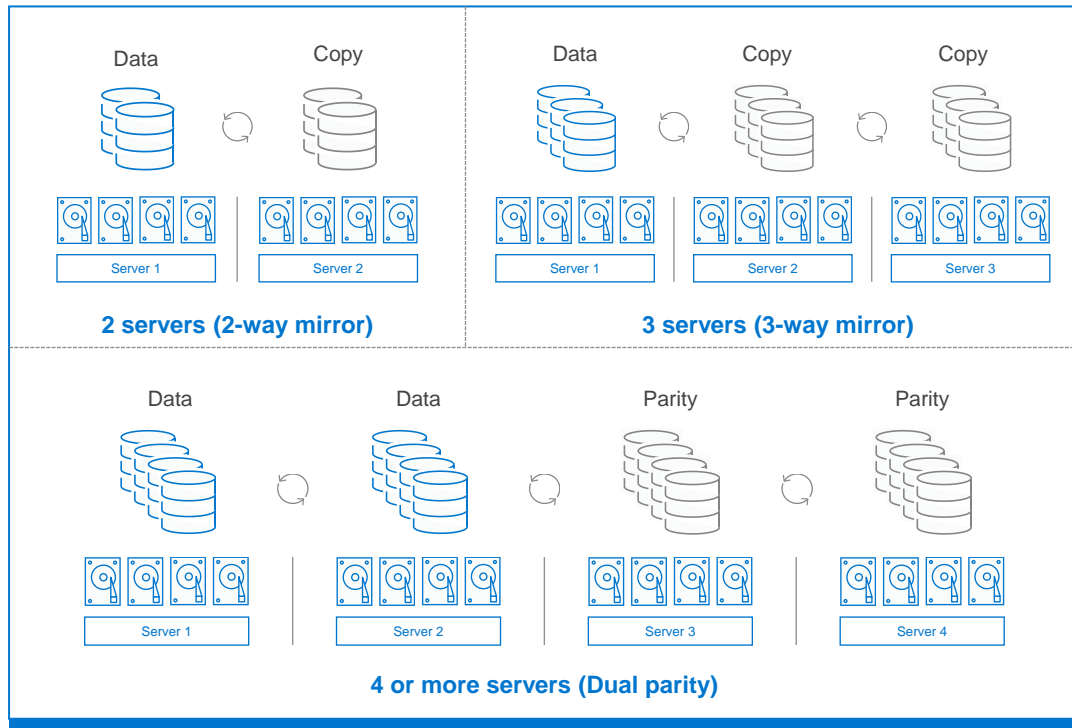 Data Copy
Server 1 Server 2
2 servers (2-way mirror)
Data Copy Copy
Server 1 Server 2 Server 3
3 servers (3-way mirror)
Data Data Parity Parity
Server 1 Server 2 Server 3 Server 4
4 or more servers (Dual parity)